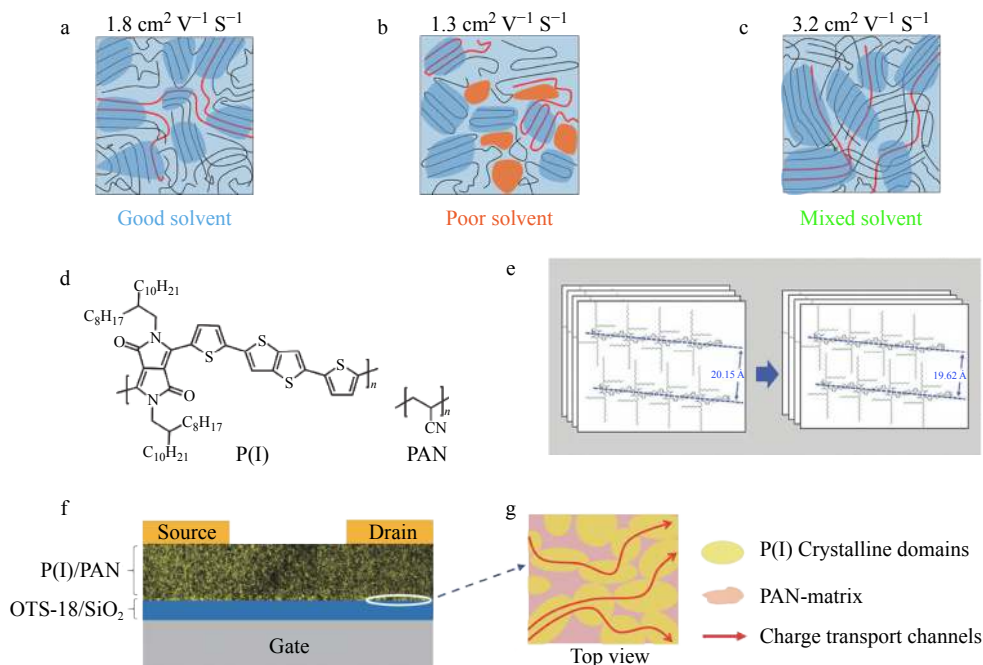 a
1.8 cm² V⁻¹ S⁻¹
Good solvent
b
1.3 cm² V⁻¹ S⁻¹
Poor solvent
c
3.2 cm² V⁻¹ S⁻¹
Mixed solvent
d
C₁₀H₂₁
C₈H₁₇
N
O
S
S
S
S
n
O
N
C₈H₁₇
C₁₀H₂₁
P(I)
n
CN
PAN
e
20.15 Å
19.62 Å
f
Source
Drain
P(I)/PAN
OTS-18/SiO₂
Gate
g
Top view
P(I) Crystalline domains
PAN-matrix
Charge transport channels